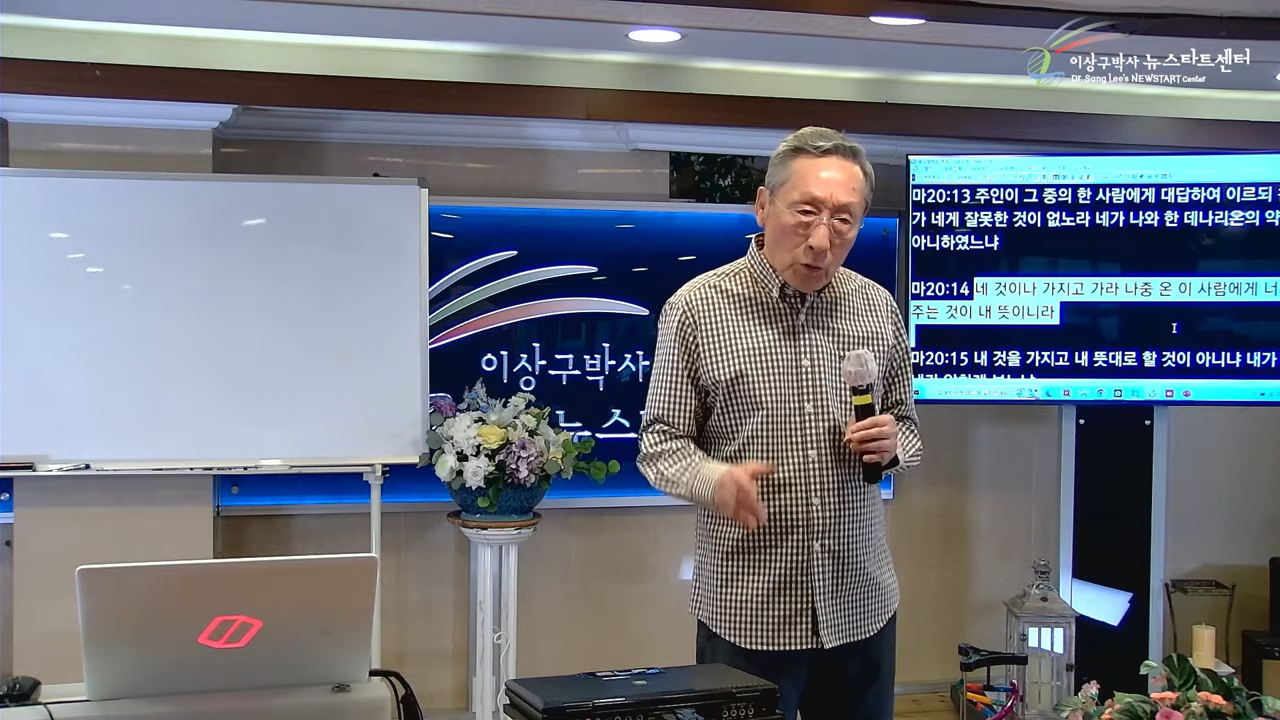 이상구박사 뉴스타트센터
Dr. Sang Lee's NEWSTART Center
마20:13 주인이 그 중의 한 사람에게 대답하여 이르되
가 네게 잘못한 것이 없노라 네가 나와 한 데나리온의 약
아니하였느냐
마20:14 네 것이나 가지고 가라 나중 온 이 사람에게 너
주는 것이 내 뜻이니라
마20:15 내 것을 가지고 내 뜻대로 할 것이 아니냐 내가
이상구박사
뉴스